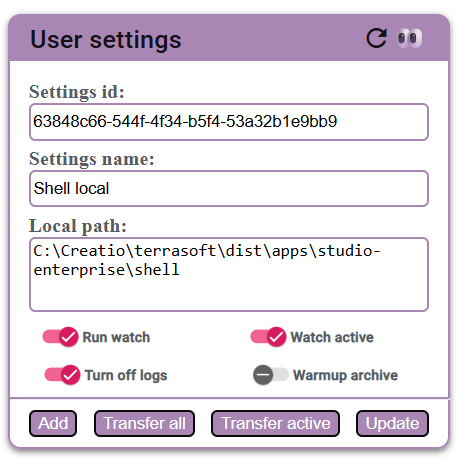 User settings
Settings id:
63848c66-544f-4f34-b5f4-53a32b1e9bb9
Settings name:
Shell local
Local path:
C:\Creatio\terrasoft\dist\apps\studio-
enterprise\shell
Run watch Watch active
Turn off logs Warmup archive
Add Transfer all Transfer active Update